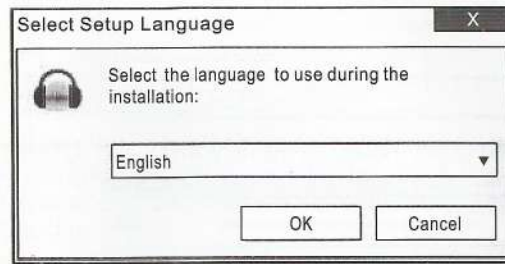 Select Setup Language
X
Select the language to use during the
installation:
English
OK
Cancel